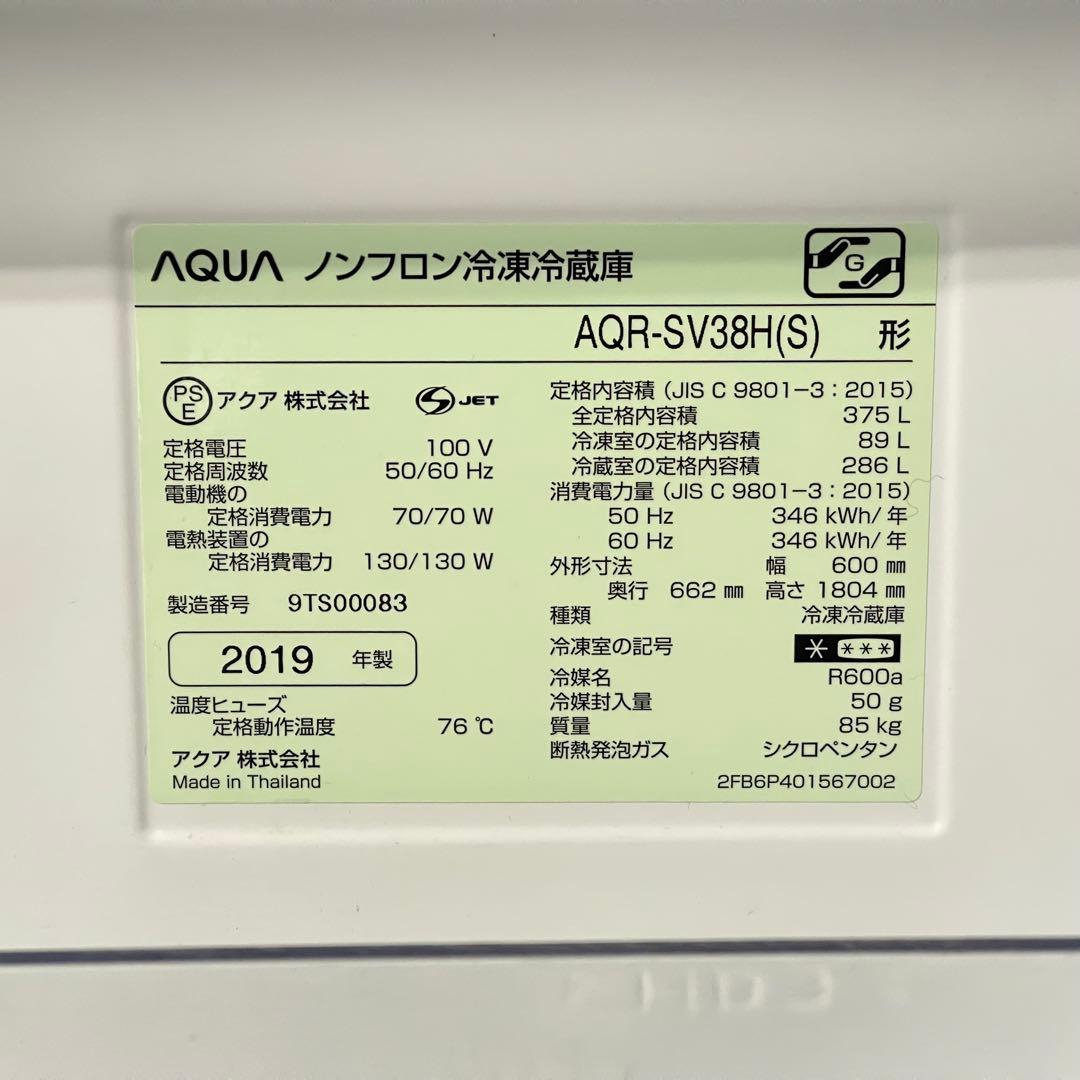 AQUA ノンフロン冷凍冷蔵庫
G
AQR-SV38H(S) 形
PS
E
アクア 株式会社
S JET
定格電圧 100 V
定格周波数 50/60 Hz
電動機の
定格消費電力 70/70 W
電熱装置の
定格消費電力 130/130 W
製造番号 9TS00083
2019 年製
温度ヒューズ
定格動作温度 76 ℃
アクア 株式会社
Made in Thailand
定格内容積 (JIS C 9801-3:2015)
全定格内容積 375 L
冷凍室の定格内容積 89 L
冷蔵室の定格内容積 286 L
消費電力量 (JIS C 9801-3:2015)
50 Hz 346 kWh/年
60 Hz 346 kWh/年
外形寸法 幅 600 ㎜
奥行 662 ㎜ 高さ 1804 ㎜
種類 冷凍冷蔵庫
冷凍室の記号 * ***
冷媒名 R600a
冷媒封入量 50 g
質量 85 kg
断熱発泡ガス シクロペンタン
2FB6P401567002